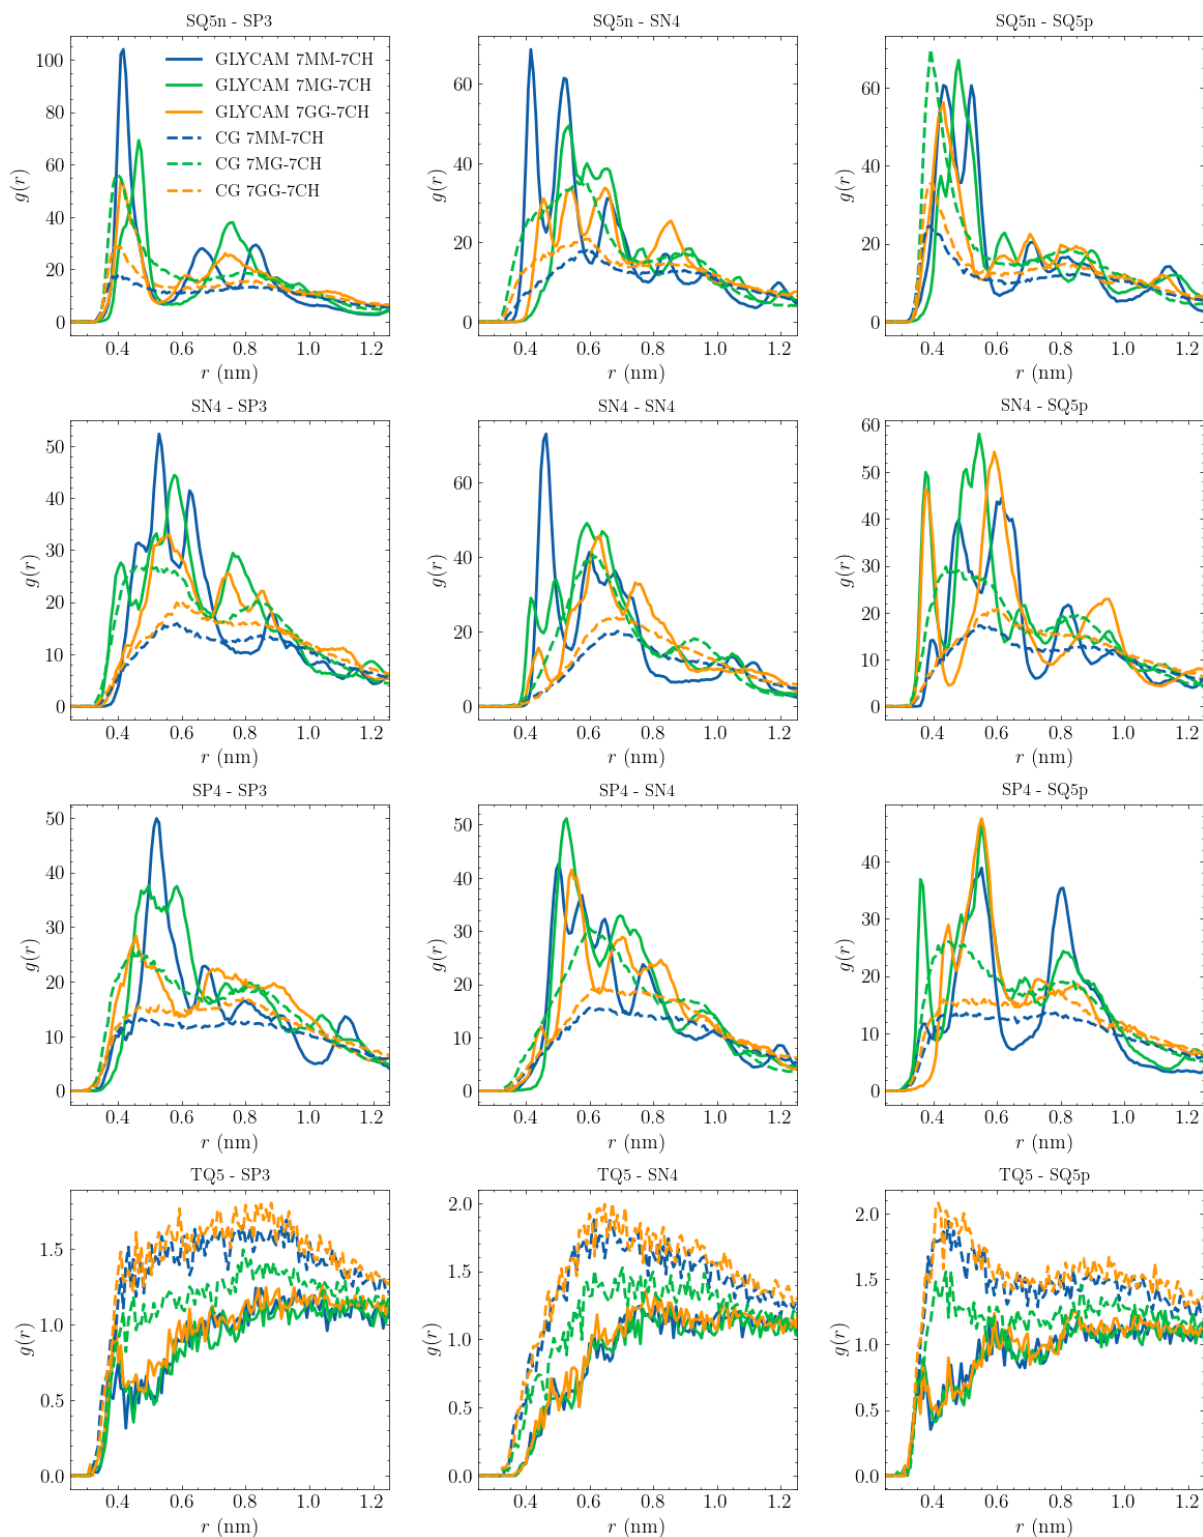 SQ5n - SP3
SQ5n - SN4
SQ5n - SQ5p
GLYCAM 7MM-7CH
GLYCAM 7MG-7CH
GLYCAM 7GG-7CH
CG 7MM-7CH
CG 7MG-7CH
CG 7GG-7CH
g(r)
100
80
60
40
20
0
0.4 0.6 0.8 1.0 1.2
r (nm)
g(r)
60
40
20
0
0.4 0.6 0.8 1.0 1.2
r (nm)
g(r)
60
40
20
0
0.4 0.6 0.8 1.0 1.2
r (nm)
SN4 - SP3
SN4 - SN4
SN4 - SQ5p
g(r)
50
40
30
20
10
0
0.4 0.6 0.8 1.0 1.2
r (nm)
g(r)
60
40
20
0
0.4 0.6 0.8 1.0 1.2
r (nm)
g(r)
60
50
40
30
20
10
0
0.4 0.6 0.8 1.0 1.2
r (nm)
SP4 - SP3
SP4 - SN4
SP4 - SQ5p
g(r)
50
40
30
20
10
0
0.4 0.6 0.8 1.0 1.2
r (nm)
g(r)
50
40
30
20
10
0
0.4 0.6 0.8 1.0 1.2
r (nm)
g(r)
40
30
20
10
0
0.4 0.6 0.8 1.0 1.2
r (nm)
TQ5 - SP3
TQ5 - SN4
TQ5 - SQ5p
g(r)
1.5
1.0
0.5
0.0
0.4 0.6 0.8 1.0 1.2
r (nm)
g(r)
2.0
1.5
1.0
0.5
0.0
0.4 0.6 0.8 1.0 1.2
r (nm)
g(r)
2.0
1.5
1.0
0.5
0.0
0.4 0.6 0.8 1.0 1.2
r (nm)